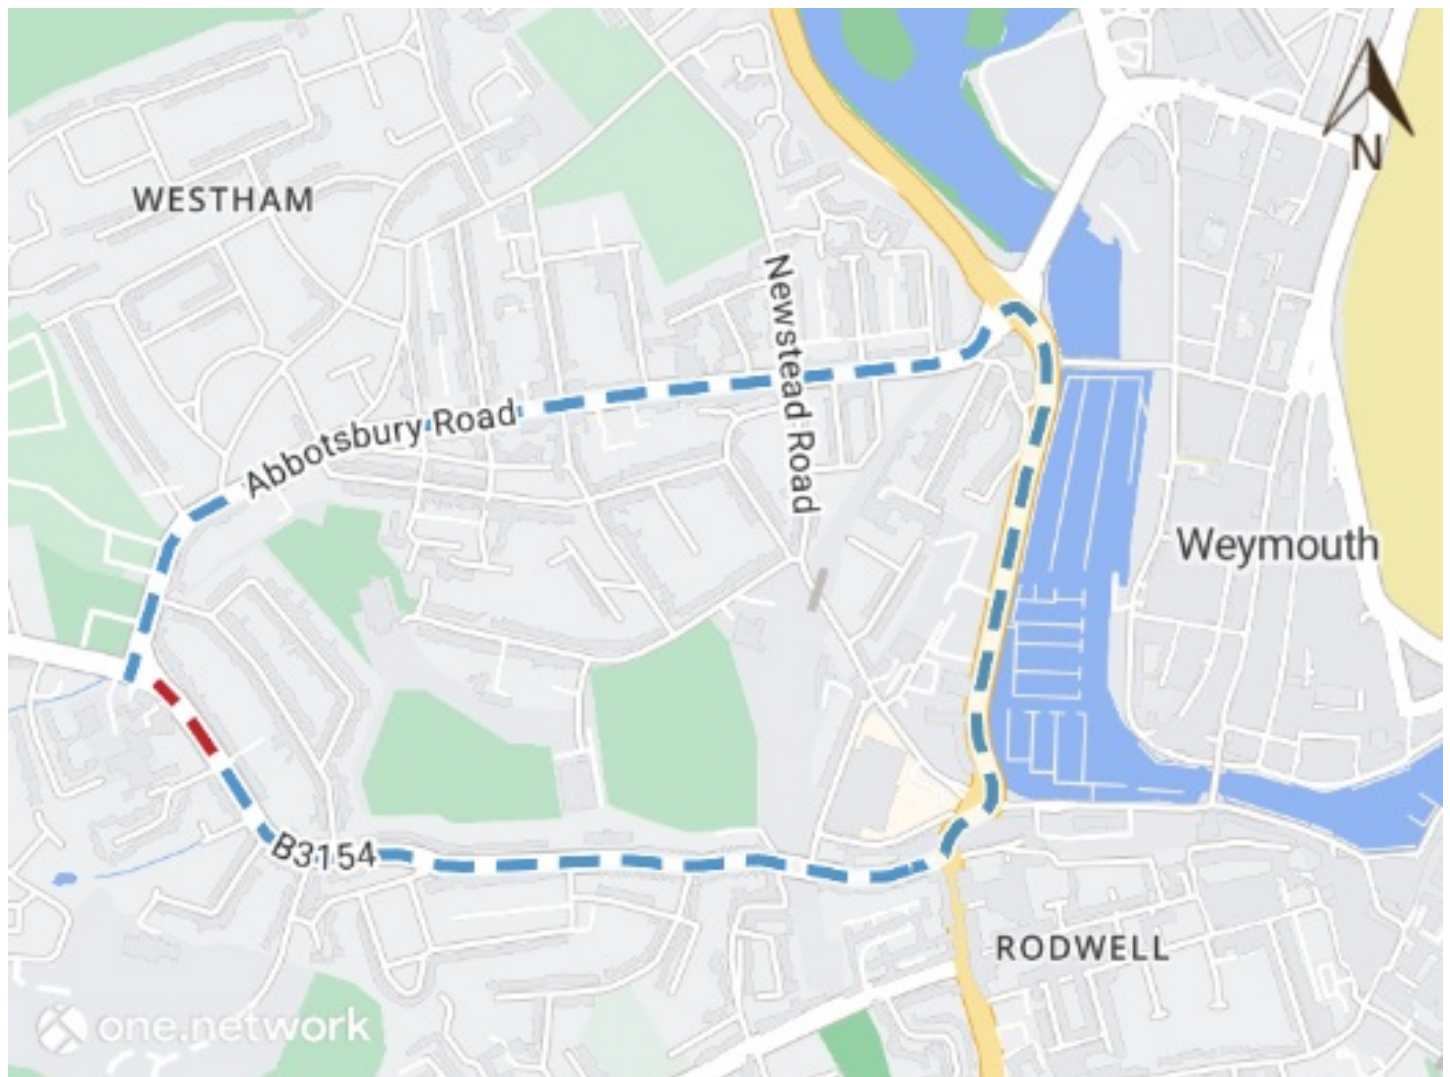 N
WESTHAM
Newstead Road
Abbotsbury Road
Weymouth
B3154
RODWELL
one.network